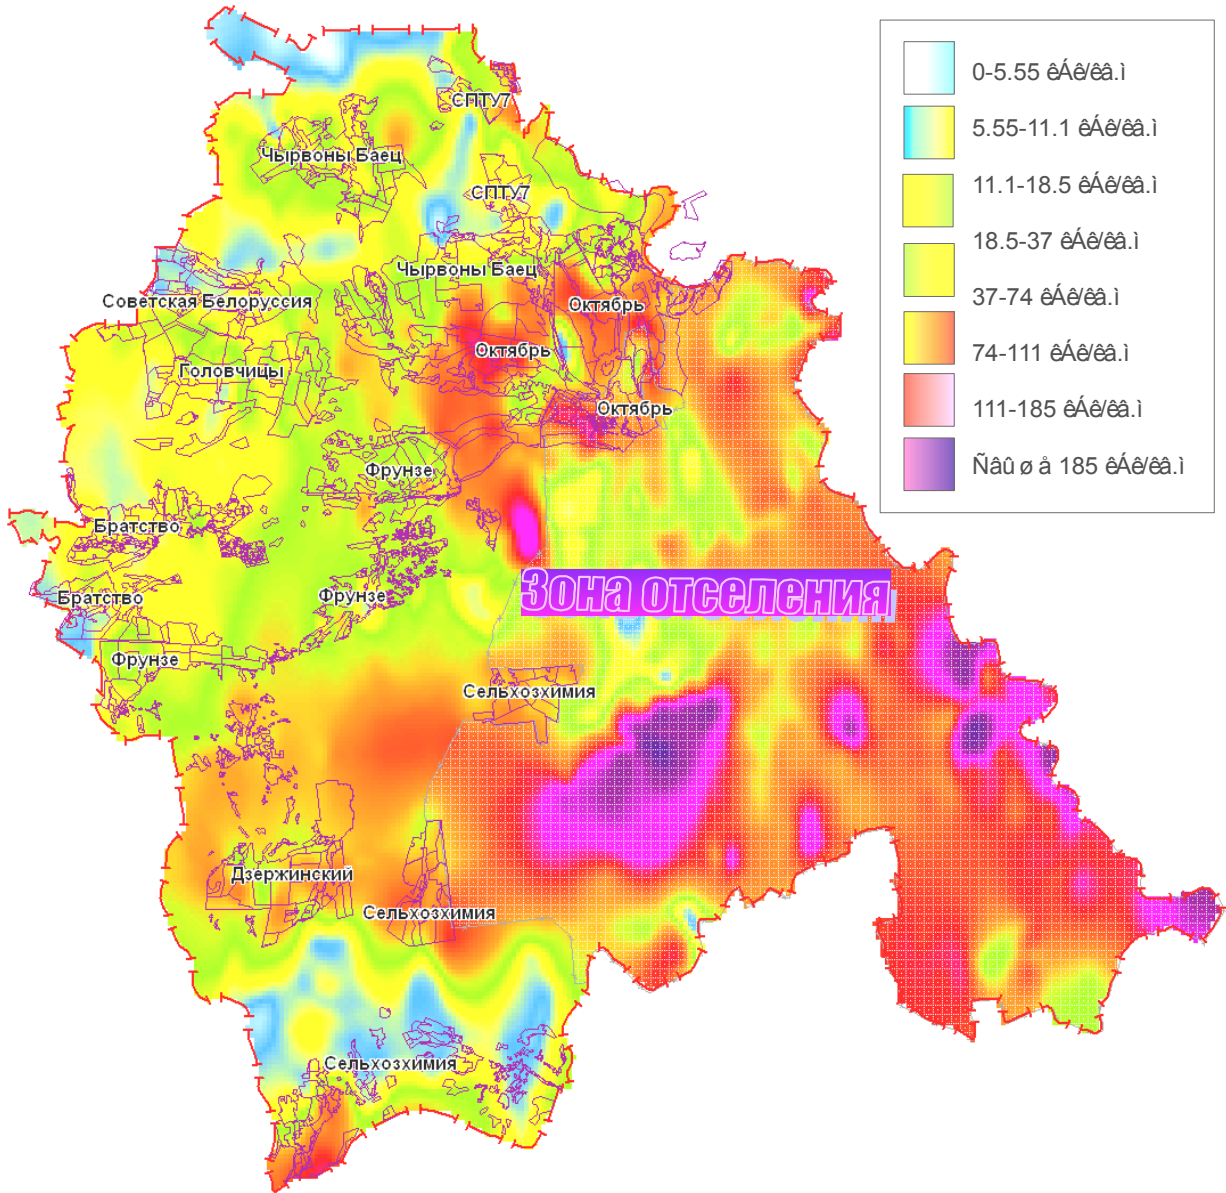 СПТУ7
Чырвоны Баец
СПТУ7
Чырвоны Баец
Советская Белоруссия
Октябрь
Октябрь
Головчицы
Октябрь
Фрунзе
Братство
Зона отселения
Братство
Фрунзе
Фрунзе
Сельхозхимия
Дзержинский
Сельхозхимия
Сельхозхимия
0-5.55 êÁê/êâ.ì
5.55-11.1 êÁê/êâ.ì
11.1-18.5 êÁê/êâ.ì
18.5-37 êÁê/êâ.ì
37-74 êÁê/êâ.ì
74-111 êÁê/êâ.ì
111-185 êÁê/êâ.ì
Ñâû ø å 185 êÁê/êâ.ì